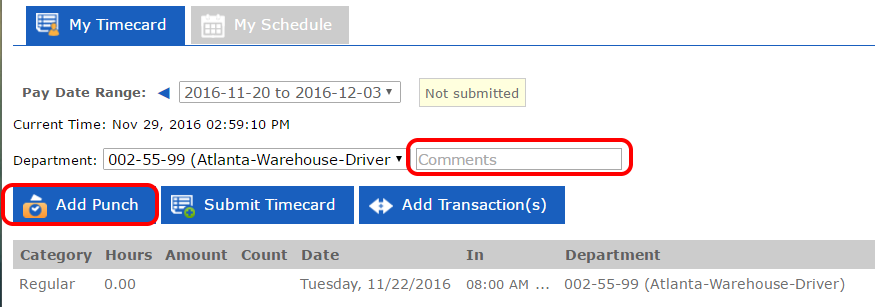 My Timecard My Schedule
Pay Date Range: 2016-11-20 to 2016-12-03 Not submitted
Current Time: Nov 29, 2016 02:59:10 PM
Department: 002-55-99 (Atlanta-Warehouse-Driver Comments
Add Punch Submit Timecard Add Transaction(s)
Category Hours Amount Count Date In Department
Regular 0.00 Tuesday, 11/22/2016 08:00 AM ... 002-55-99 (Atlanta-Warehouse-Driver)